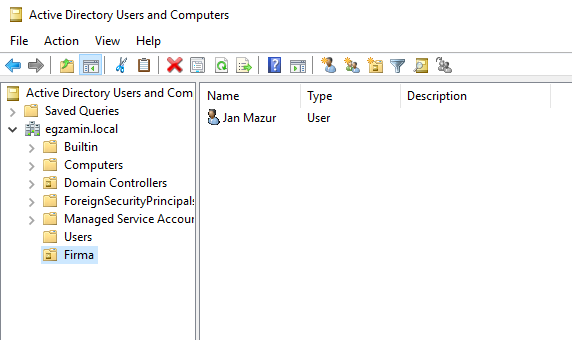 Active Directory Users and Computers
File Action View Help
Active Directory Users and Com
Saved Queries
egzamin.local
Builtin
Computers
Domain Controllers
ForeignSecurityPrincipals
Managed Service Accour
Users
Firma
Name Type Description
Jan Mazur User